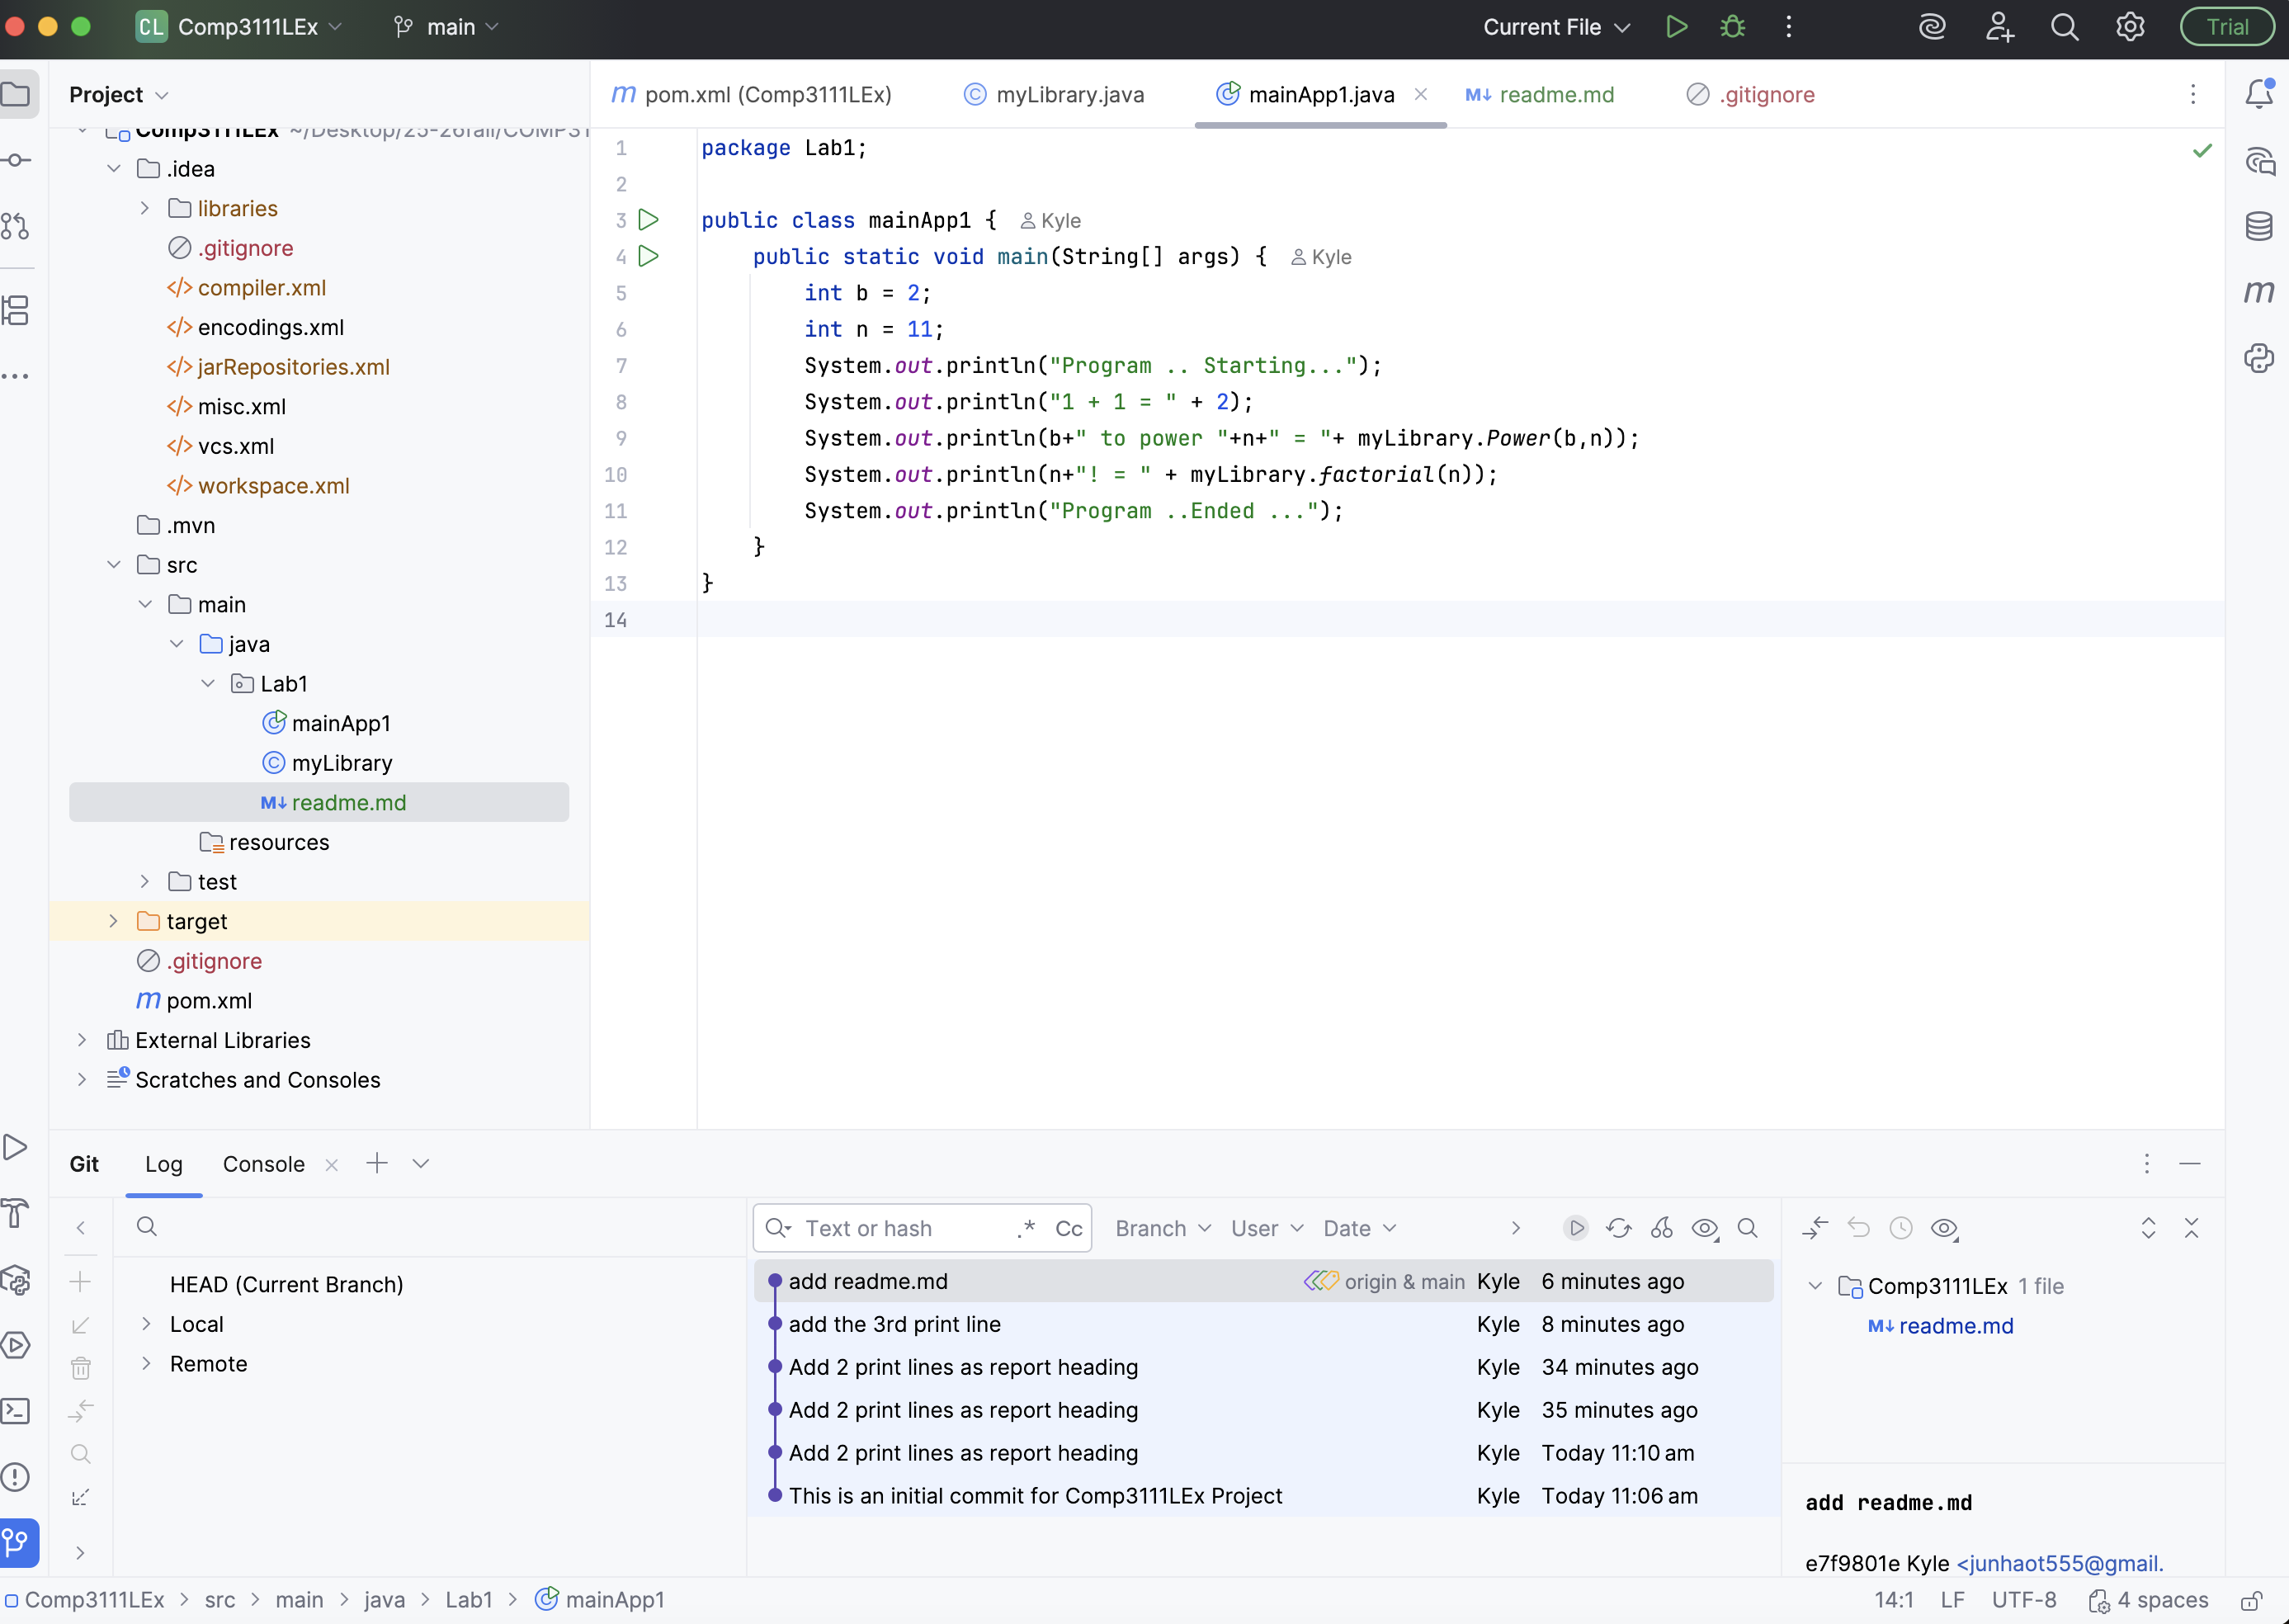 CL Comp3111LEx main Current File Trial
Project
pom.xml (Comp3111LEx) myLibrary.java mainApp1.java readme.md .gitignore
Comp3111LEx ~/Desktop/25-26fall/COMP31
.idea
libraries
.gitignore
compiler.xml
encodings.xml
jarRepositories.xml
misc.xml
vcs.xml
workspace.xml
.mvn
src
main
java
Lab1
mainApp1
myLibrary
readme.md
resources
test
target
.gitignore
pom.xml
External Libraries
Scratches and Consoles
1 package Lab1;
2
3 public class mainApp1 { Kyle
4 public static void main(String[] args) { Kyle
5 int b = 2;
6 int n = 11;
7 System.out.println("Program .. Starting...");
8 System.out.println("1 + 1 = " + 2);
9 System.out.println(b+" to power "+n+" = "+ myLibrary.Power(b,n));
10 System.out.println(n+"! = " + myLibrary.factorial(n));
11 System.out.println("Program ..Ended ...");
12 }
13 }
14
Git Log Console
HEAD (Current Branch)
Local
Remote
Text or hash .* Cc Branch User Date
add readme.md origin & main Kyle 6 minutes ago
add the 3rd print line Kyle 8 minutes ago
Add 2 print lines as report heading Kyle 34 minutes ago
Add 2 print lines as report heading Kyle 35 minutes ago
Add 2 print lines as report heading Kyle Today 11:10 am
This is an initial commit for Comp3111LEx Project Kyle Today 11:06 am
Comp3111LEx 1 file
readme.md
add readme.md
e7f9801e Kyle <junhaot555@gmail.
Comp3111LEx > src > main > java > Lab1 > mainApp1 14:1 LF UTF-8 4 spaces